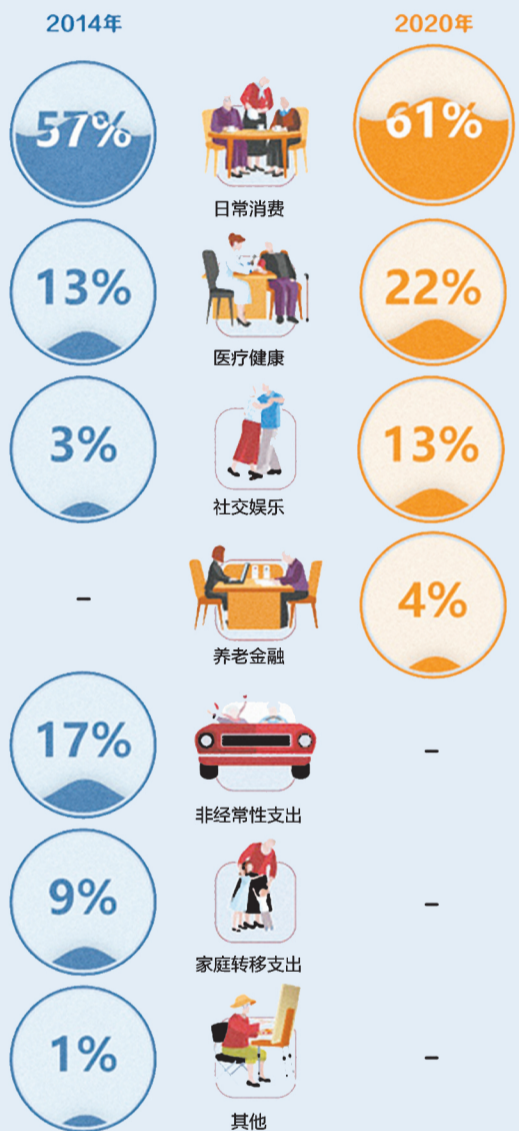 2014年 2020年
57% 61%
日常消费
13% 22%
医疗健康
3% 13%
社交娱乐
– 4%
养老金融
17% –
非经常性支出
9% –
家庭转移支出
1% –
其他